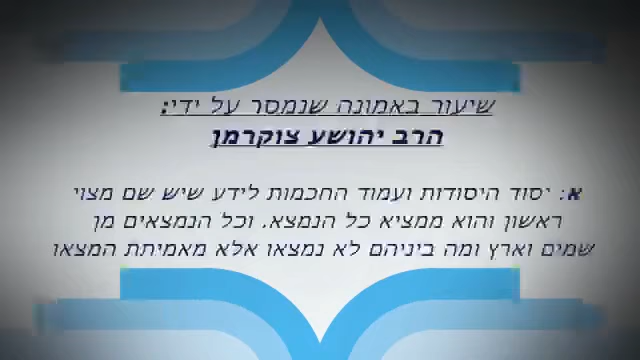 שיעור באמונה שנמסר על ידי:
הרב יהושע צוקרמן
א: יסוד היסודות ועמוד החכמות לידע שיש שם מצוי
ראשון והוא ממציא כל הנמצא. וכל הנמצאים מן
שמים וארץ ומה ביניהם לא נמצאו אלא מאמיתת המצאו